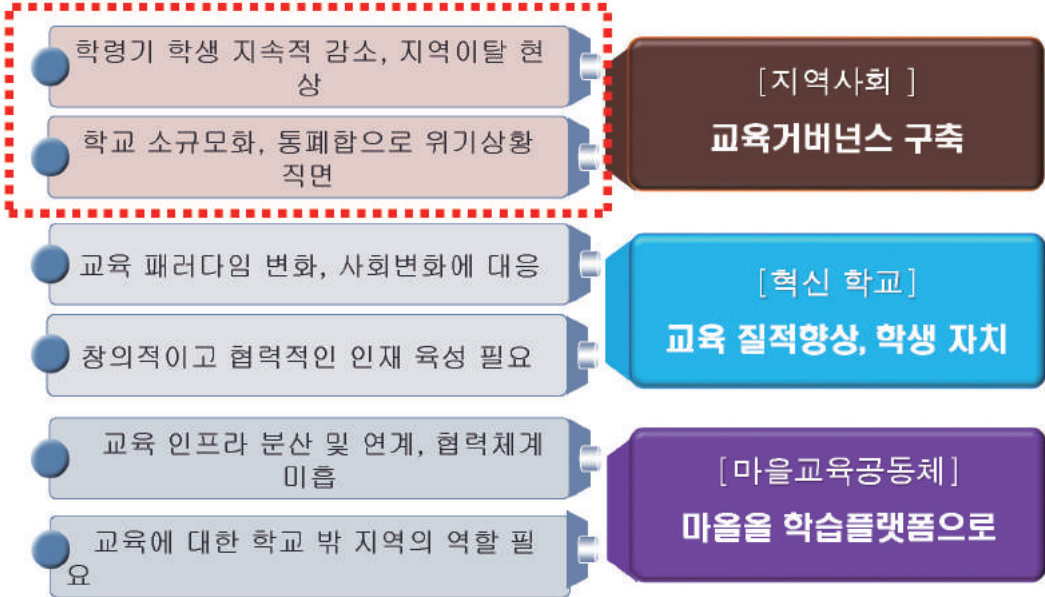 학령기 학생 지속적 감소, 지역이탈 현
상
학교 소규모화, 통폐합으로 위기상황
직면
[지역사회 ]
교육거버넌스 구축
교육 패러다임 변화, 사회변화에 대응
창의적이고 협력적인 인재 육성 필요
[혁신 학교]
교육 질적향상, 학생 자치
교육 인프라 분산 및 연계, 협력체계
미흡
교육에 대한 학교 밖 지역의 역할 필
요
[마을교육공동체]
마올올 학습플랫폼으로